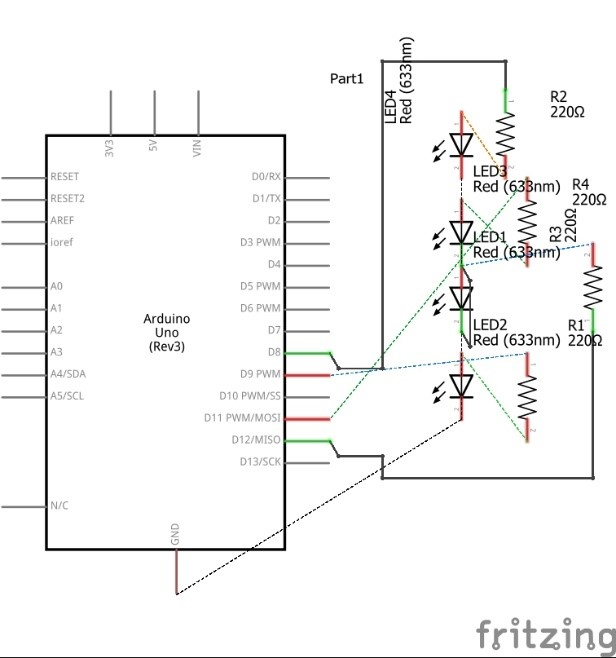 Part1
LED4
Red (633nm)
R2
220Ω
3V3
5V
VIN
RESET
RESET2
AREF
ioref
A0
A1
A2
A3
A4/SDA
A5/SCL
N/C
Arduino
Uno
(Rev3)
D0/RX
D1/TX
D2
D3 PWM
D4
D5 PWM
D6 PWM
D7
D8
D9 PWM
D10 PWM/SS
D11 PWM/MOSI
D12/MISO
D13/SCK
GND
LED3
Red (633nm)
R4
220Ω
R3
220Ω
LED1
Red (633nm)
LED2
Red (633nm)
R1
220Ω
fritzing